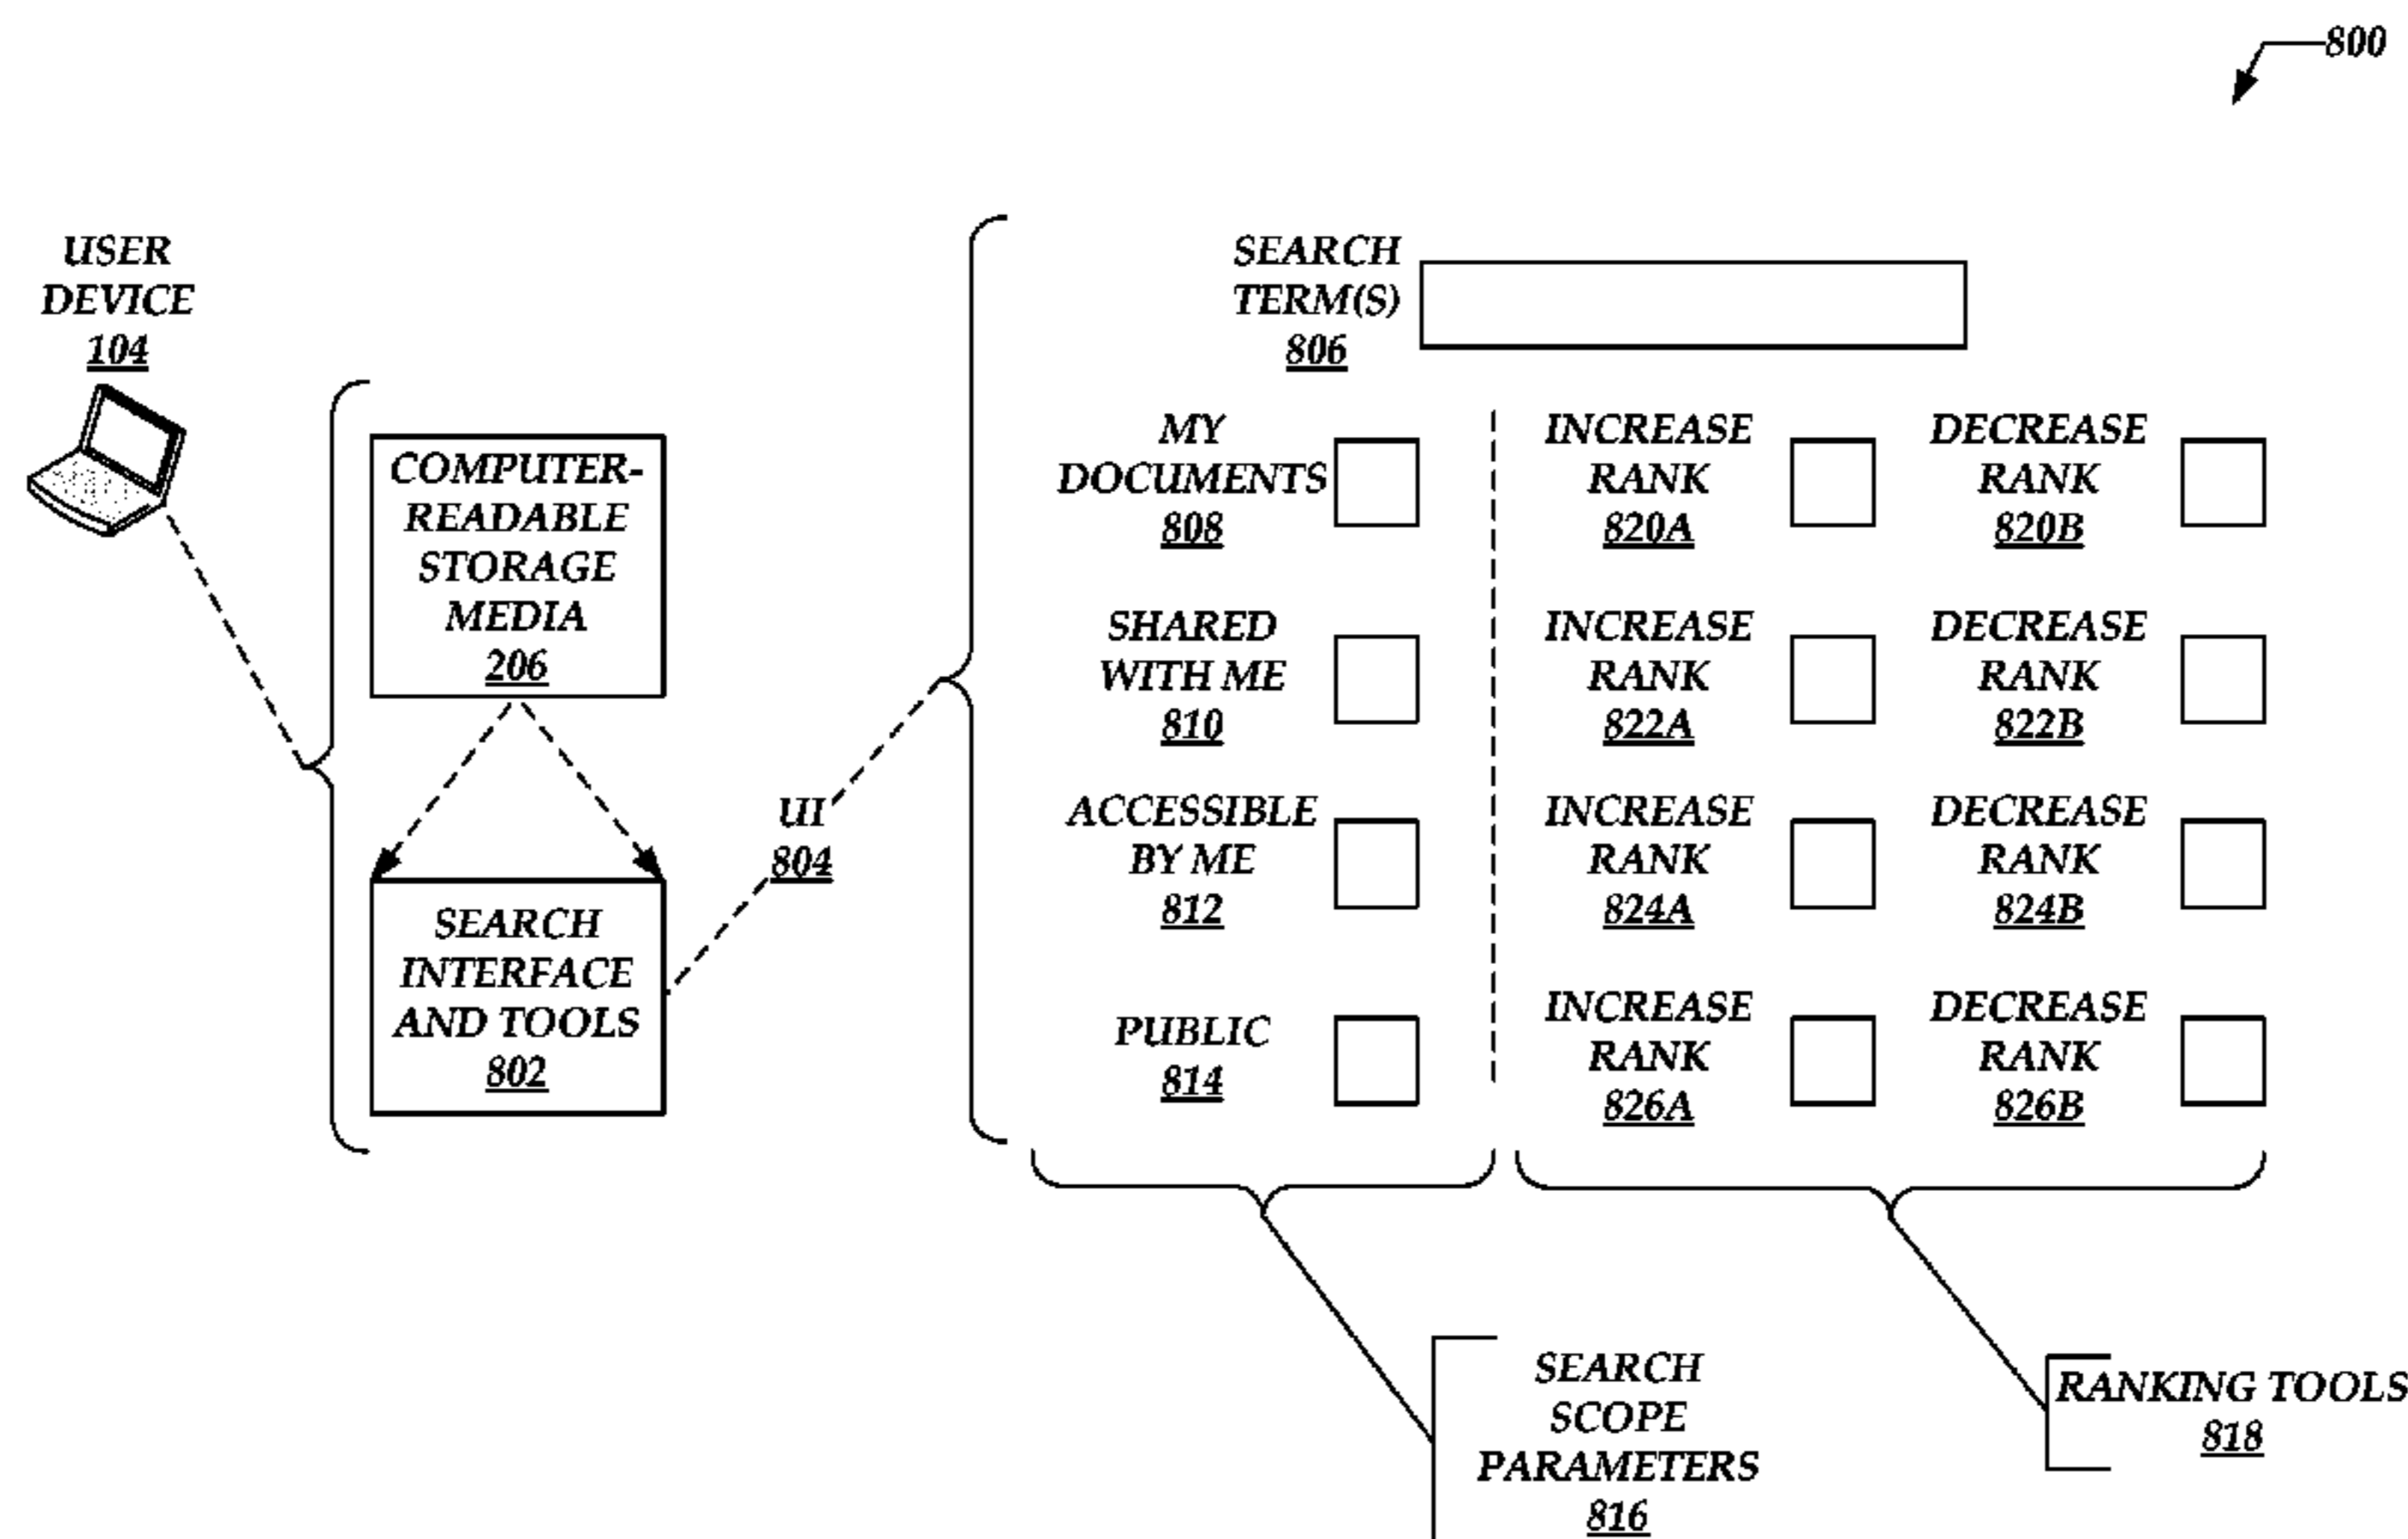 800
USER
DEVICE
104
COMPUTER-
READABLE
STORAGE
MEDIA
206
SEARCH
INTERFACE
AND TOOLS
802
UI
804
SEARCH
TERM(S)
806
MY
DOCUMENTS
808
INCREASE
RANK
820A
DECREASE
RANK
820B
SHARED
WITH ME
810
INCREASE
RANK
822A
DECREASE
RANK
822B
ACCESSIBLE
BY ME
812
INCREASE
RANK
824A
DECREASE
RANK
824B
PUBLIC
814
INCREASE
RANK
826A
DECREASE
RANK
826B
SEARCH
SCOPE
PARAMETERS
816
RANKING TOOLS
818